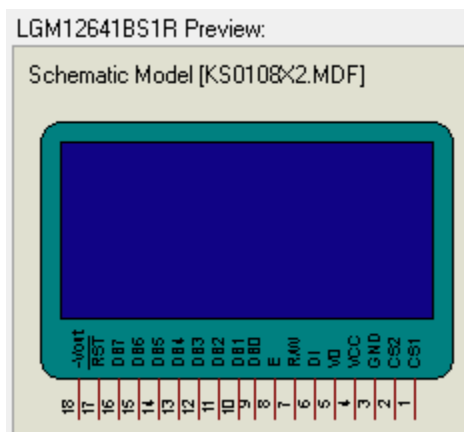 LGM12641BS1R Preview:
Schematic Model [KS0108X2.MDF]
-Vout RST DB7 DB6 DB5 DB4 DB3 DB2 DB1 DB0 E R/W DI V0 VCC GND CS2 CS1
18 17 16 15 14 13 12 11 10 9 8 7 6 5 4 3 2 1